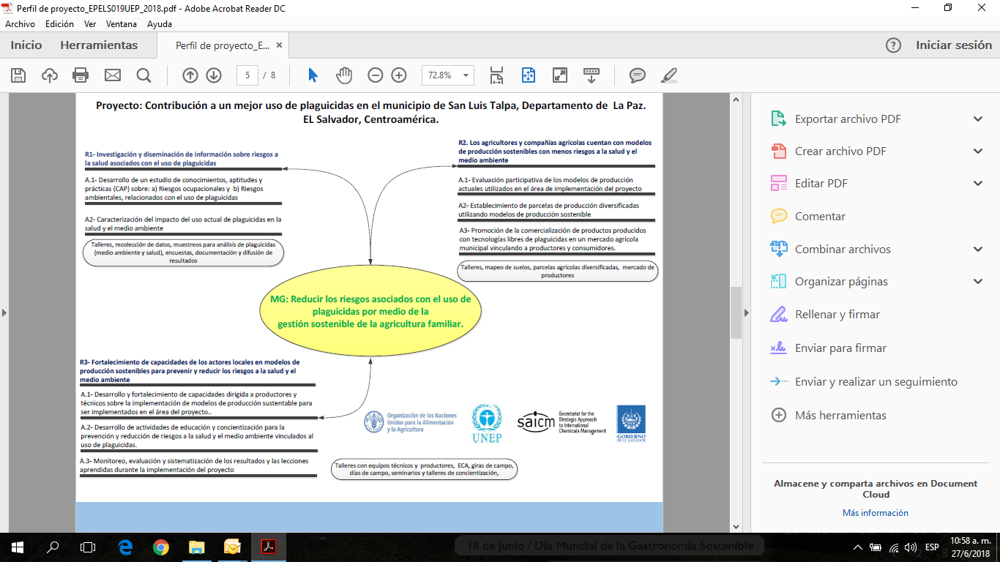 Perfil de proyecto_EPELS019UEP_2018.pdf - Adobe Acrobat Reader DC
Archivo Edición Ver Ventana Ayuda
Inicio Herramientas Perfil de proyecto_E... Iniciar sesión
5 / 8 72.8%
Proyecto: Contribución a un mejor uso de plaguicidas en el municipio de San Luis Talpa, Departamento de La Paz.
EL Salvador, Centroamérica.
R1- Investigación y diseminación de información sobre riesgos a
la salud asociados con el uso de plaguicidas
A.1- Desarrollo de un estudio de conocimientos, aptitudes y
prácticas (CAP) sobre: a) Riesgos ocupacionales y b) Riesgos
ambientales, relacionados con el uso de plaguicidas
A2- Caracterización del impacto del uso actual de plaguicidas en la
salud y el medio ambiente
Talleres, recolección de datos, muestreos para análisis de plaguicidas
(medio ambiente y salud), encuestas, documentación y difusión de
resultados
R2. Los agricultores y compañías agrícolas cuentan con modelos
de producción sostenibles con menos riesgos a la salud y el
medio ambiente
A.1- Evaluación participativa de los modelos de producción
actuales utilizados en el área de implementación del proyecto
A2- Establecimiento de parcelas de producción diversificadas
utilizando modelos de producción sostenible
A3- Promoción de la comercialización de productos producidos
con tecnologías libres de plaguicidas en un mercado agrícola
municipal vinculando a productores y consumidores.
Talleres, mapeo de suelos, parcelas agrícolas diversificadas, mercado de
productores
MG: Reducir los riesgos asociados con el uso de
plaguicidas por medio de la
gestión sostenible de la agricultura familiar.
R3- Fortalecimiento de capacidades de los actores locales en modelos de
producción sostenibles para prevenir y reducir los riesgos a la salud y el
medio ambiente
A.1- Desarrollo y fortalecimiento de capacidades dirigida a productores y
técnicos sobre la implementación de modelos de producción sustentable para
ser implementados en el área del proyecto..
A.2- Desarrollo de actividades de educación y concientización para la
prevención y reducción de riesgos a la salud y el medio ambiente vinculados al
uso de plaguicidas.
A.3- Monitoreo, evaluación y sistematización de los resultados y las lecciones
aprendidas durante la implementación del proyecto
Organización de las Naciones
Unidas para la Alimentación
y la Agricultura
UNEP
saicm
Secretariat for the
Strategic Approach
to International
Chemicals Management
GOBIERNO
DE EL SALVADOR
Talleres con equipos técnicos y productores, ECA, giras de campo,
días de campo, seminarios y talleres de concientización,
Exportar archivo PDF
Crear archivo PDF
Editar PDF
Comentar
Combinar archivos
Organizar páginas
Rellenar y firmar
Enviar para firmar
Enviar y realizar un seguimiento
Más herramientas
Almacene y comparta archivos en Document
Cloud
Más información
18 de junio / Día Mundial de la Gastronomía Sostenible
ESP
10:58 a. m.
27/6/2018